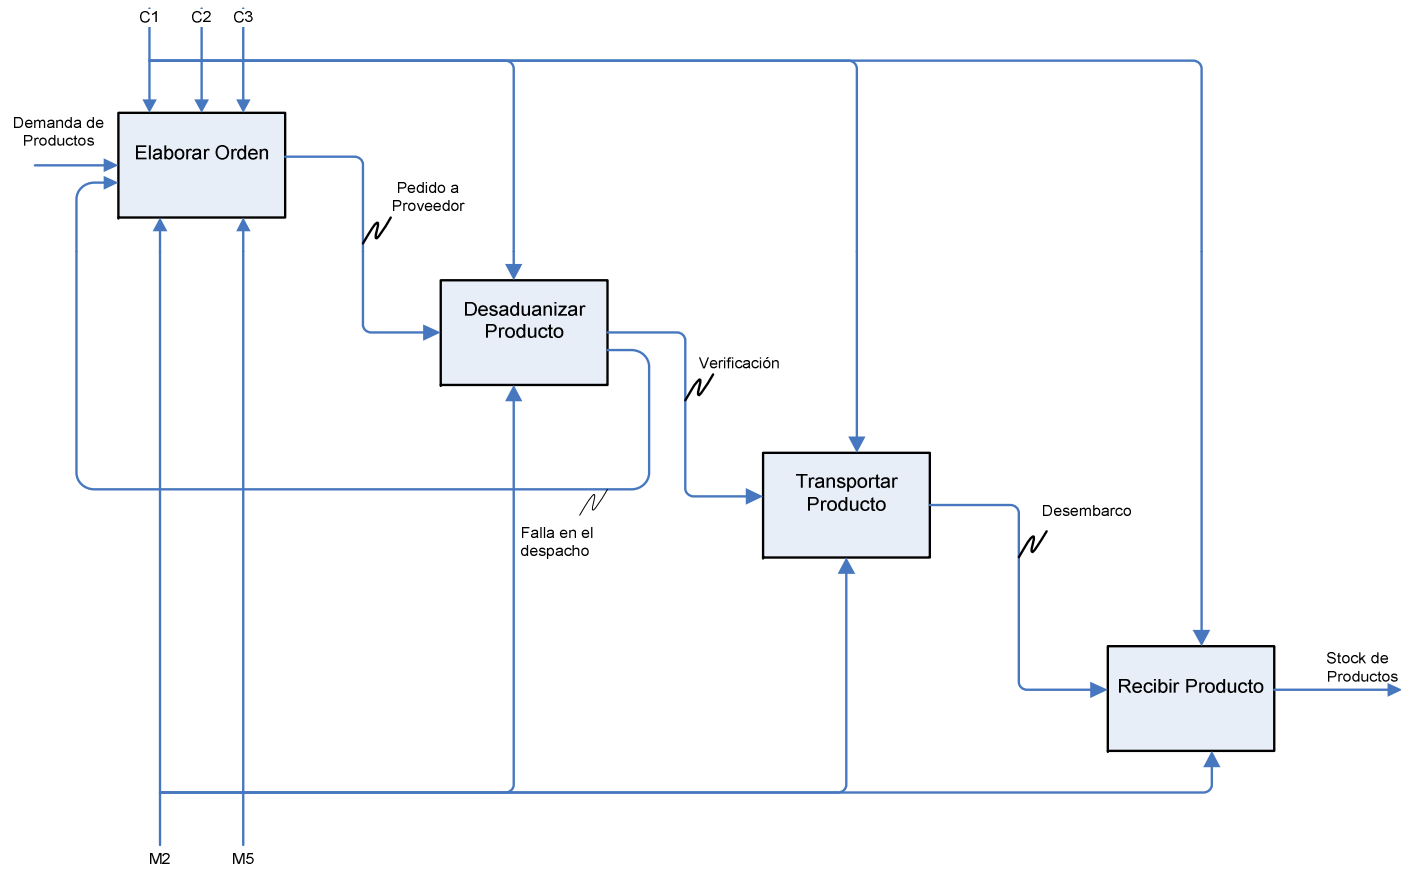 C1
C2
C3
Demanda de
Productos
Elaborar Orden
Pedido a
Proveedor
Desaduanizar
Producto
Verificación
Transportar
Producto
Desembarco
Falla en el
despacho
Stock de
Productos
Recibir Producto
M2
M5